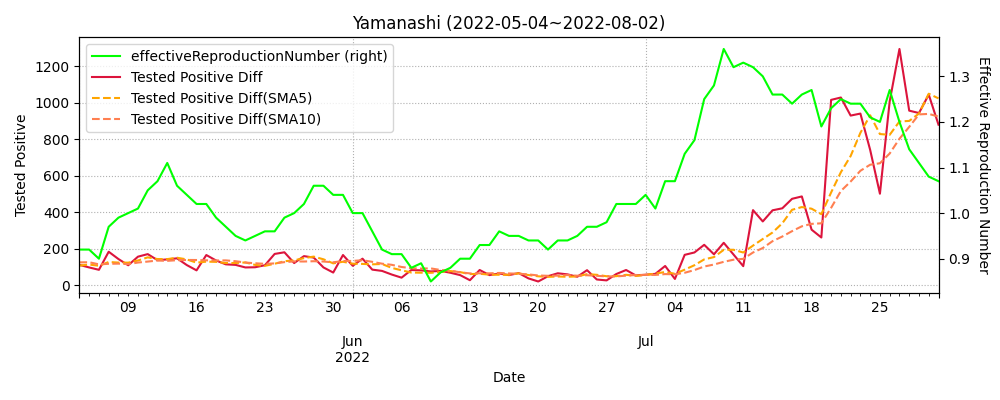 Yamanashi (2022-05-04~2022-08-02)
effectiveReproductionNumber (right)
Tested Positive Diff
Tested Positive Diff(SMA5)
Tested Positive Diff(SMA10)
Tested Positive
1200
1000
800
600
400
200
0
Effective Reproduction Number
1.3
1.2
1.1
1.0
0.9
09 16 23 30 06 13 20 27 04 11 18 25
Jun Jul
2022
Date